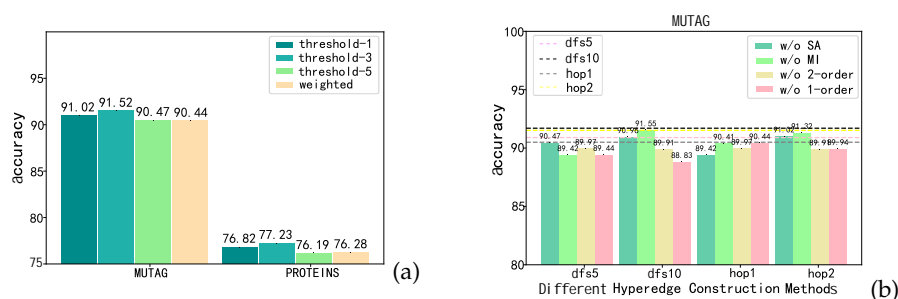 threshold-1
threshold-3
threshold-5
weighted
95
90
85
80
75
accuracy
91.02 91.52 90.47 90.44
76.82 77.23 76.19 76.28
MUTAG PROTEINS
(a)
MUTAG
dfs5
dfs10
hop1
hop2
w/o SA
w/o MI
w/o 2-order
w/o 1-order
100
95
90
85
80
accuracy
90.47 89.42 89.97 89.44
90.96 91.55 89.91 88.83
89.42 90.41 89.97 90.44
91.02 91.32 89.91 89.94
dfs5 dfs10 hop1 hop2
Different Hyperedge Construction Methods
(b)